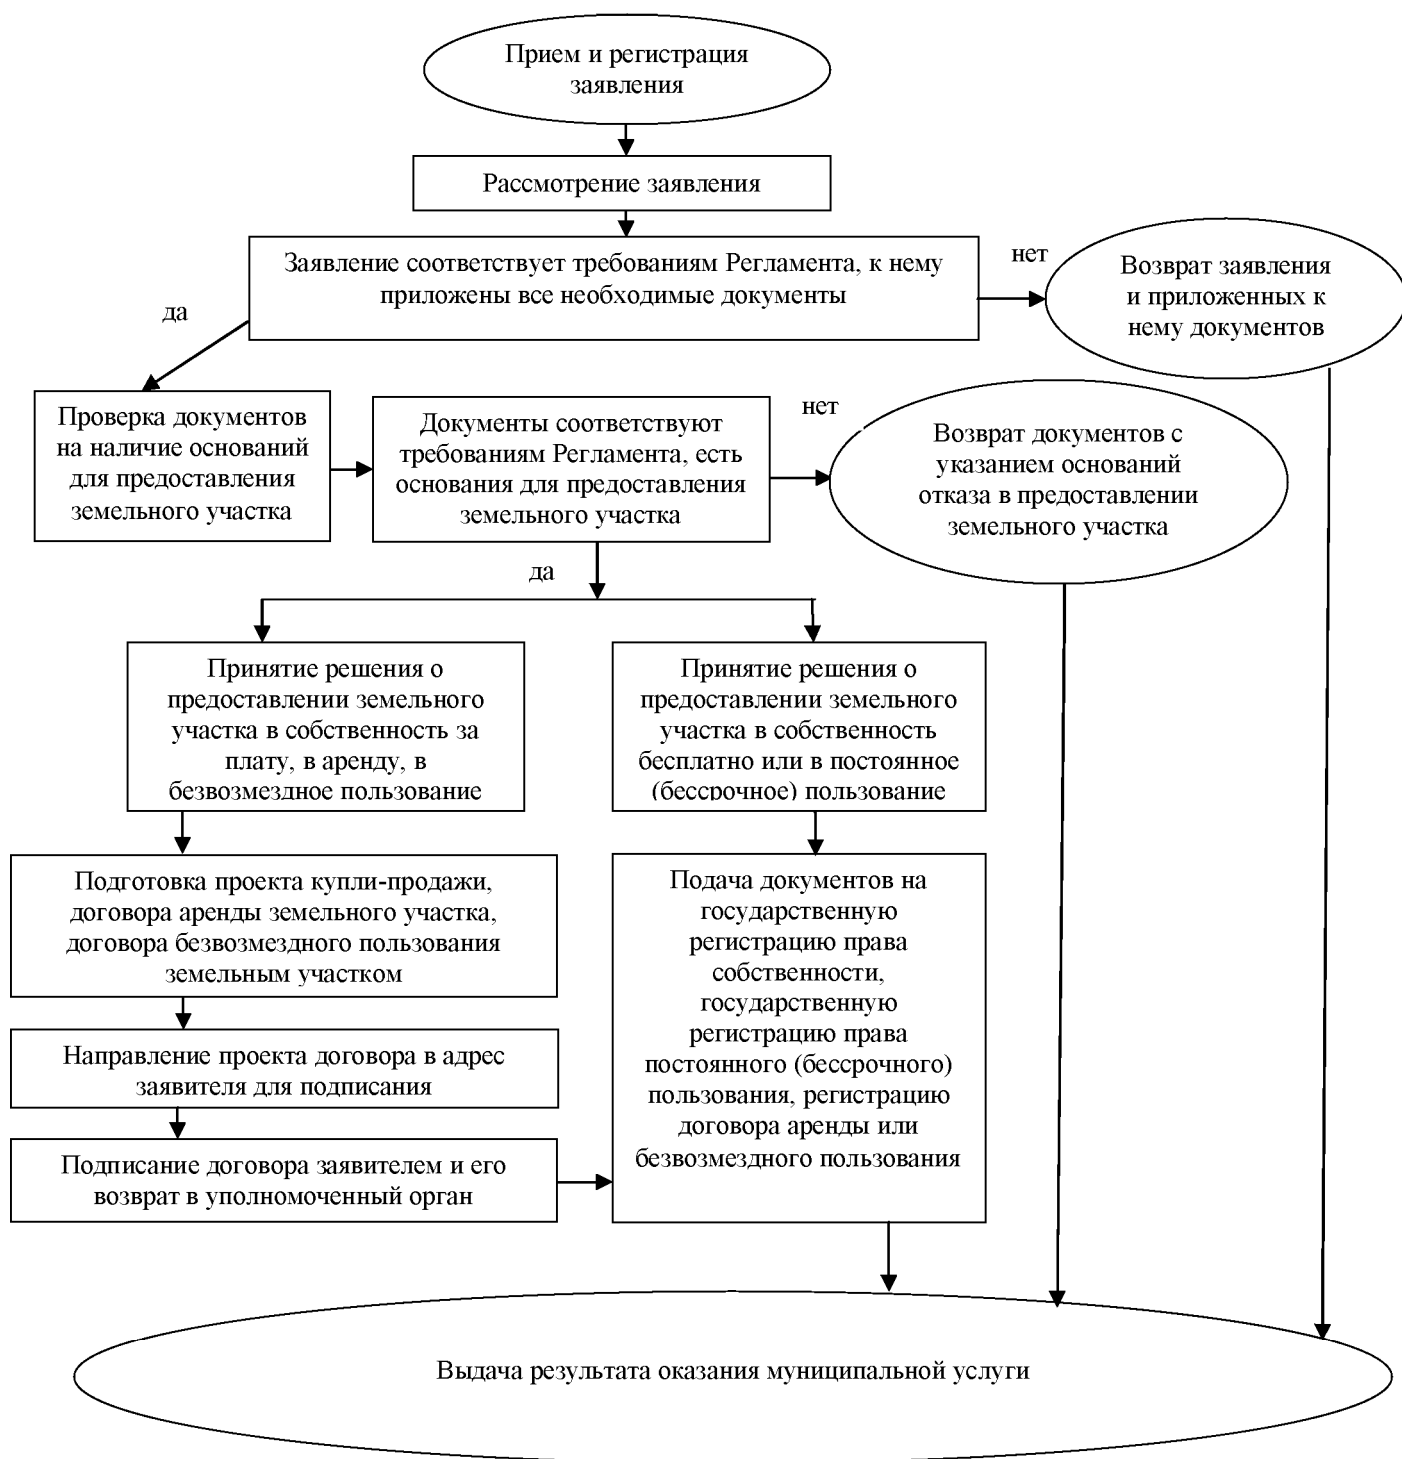 Прием и регистрация
заявления
Рассмотрение заявления
Заявление соответствует требованиям Регламента, к нему
приложены все необходимые документы
нет
Возврат заявления
и приложенных к
нему документов
да
Проверка документов
на наличие оснований
для предоставления
земельного участка
Документы соответствуют
требованиям Регламента, есть
основания для предоставления
земельного участка
нет
Возврат документов с
указанием оснований
отказа в предоставлении
земельного участка
да
Принятие решения о
предоставлении земельного
участка в собственность за
плату, в аренду, в
безвозмездное пользование
Принятие решения о
предоставлении земельного
участка в собственность
бесплатно или в постоянное
(бессрочное) пользование
Подготовка проекта купли-продажи,
договора аренды земельного участка,
договора безвозмездного пользования
земельным участком
Направление проекта договора в адрес
заявителя для подписания
Подписание договора заявителем и его
возврат в уполномоченный орган
Подача документов на
государственную
регистрацию права
собственности,
государственную
регистрацию права
постоянного (бессрочного)
пользования, регистрацию
договора аренды или
безвозмездного пользования
Выдача результата оказания муниципальной услуги